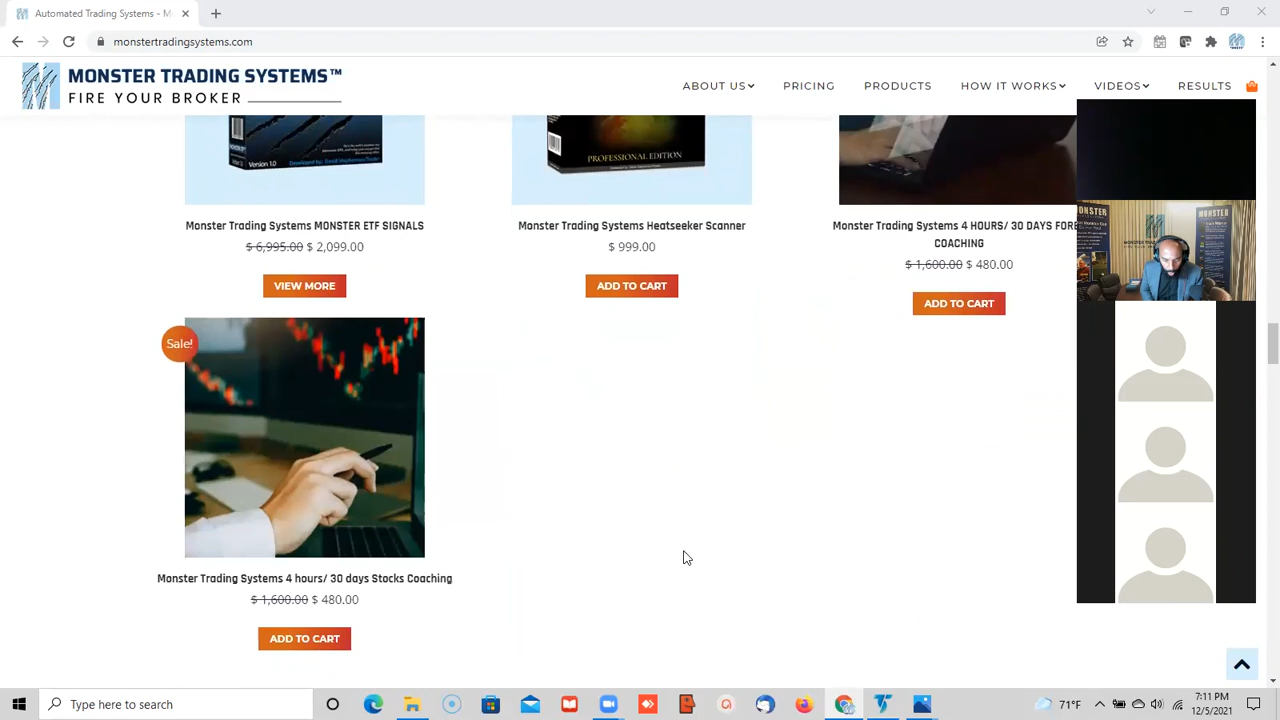 Automated Trading Systems - M
monstertradingsystems.com
MONSTER TRADING SYSTEMS™
FIRE YOUR BROKER
ABOUT US PRICING PRODUCTS HOW IT WORKS VIDEOS RESULTS
Version 1.0
PROFESSIONAL EDITION
Monster Trading Systems MONSTER ETF SIGNALS
$ 6,995.00 $ 2,099.00
VIEW MORE
Monster Trading Systems Heatseeker Scanner
$ 999.00
ADD TO CART
Monster Trading Systems 4 HOURS/ 30 DAYS FORE
COACHING
$ 1,600.00 $ 480.00
ADD TO CART
MONSTER
Sale!
Monster Trading Systems 4 hours/ 30 days Stocks Coaching
$ 1,600.00 $ 480.00
ADD TO CART
Type here to search
71°F
7:11 PM
12/5/2021